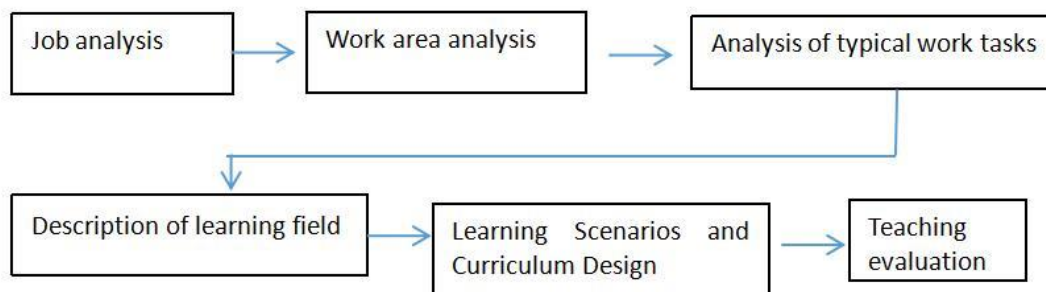 Job analysis
Work area analysis
Analysis of typical work tasks
Description of learning field
Learning Scenarios and
Curriculum Design
Teaching
evaluation